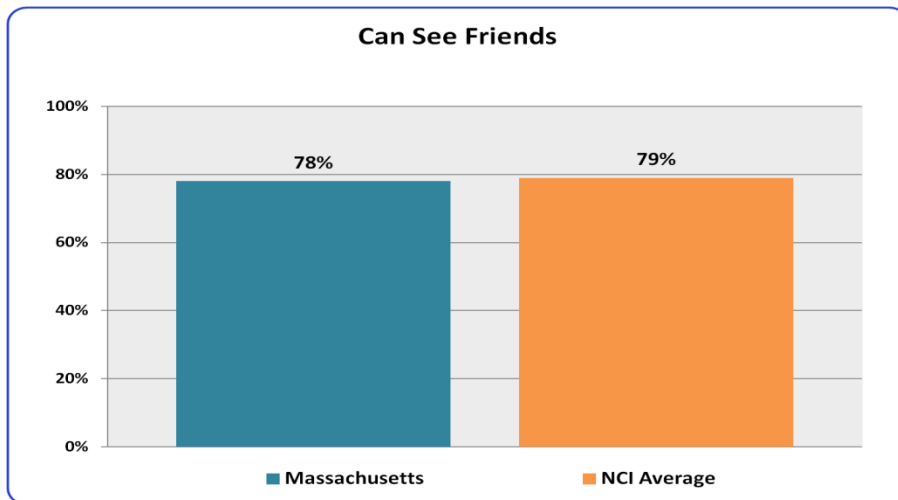 Can See Friends
100%
80%
60%
40%
20%
0%
78%
79%
Massachusetts
NCI Average